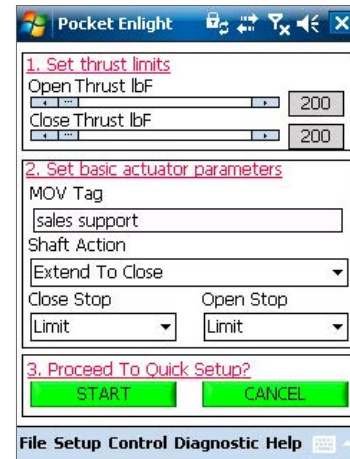 Pocket Enlight
1. Set thrust limits
Open Thrust lbF
200
Close Thrust lbF
200
2. Set basic actuator parameters
MOV Tag
sales support
Shaft Action
Extend To Close
Close Stop Open Stop
Limit Limit
3. Proceed To Quick Setup?
START CANCEL
File Setup Control Diagnostic Help